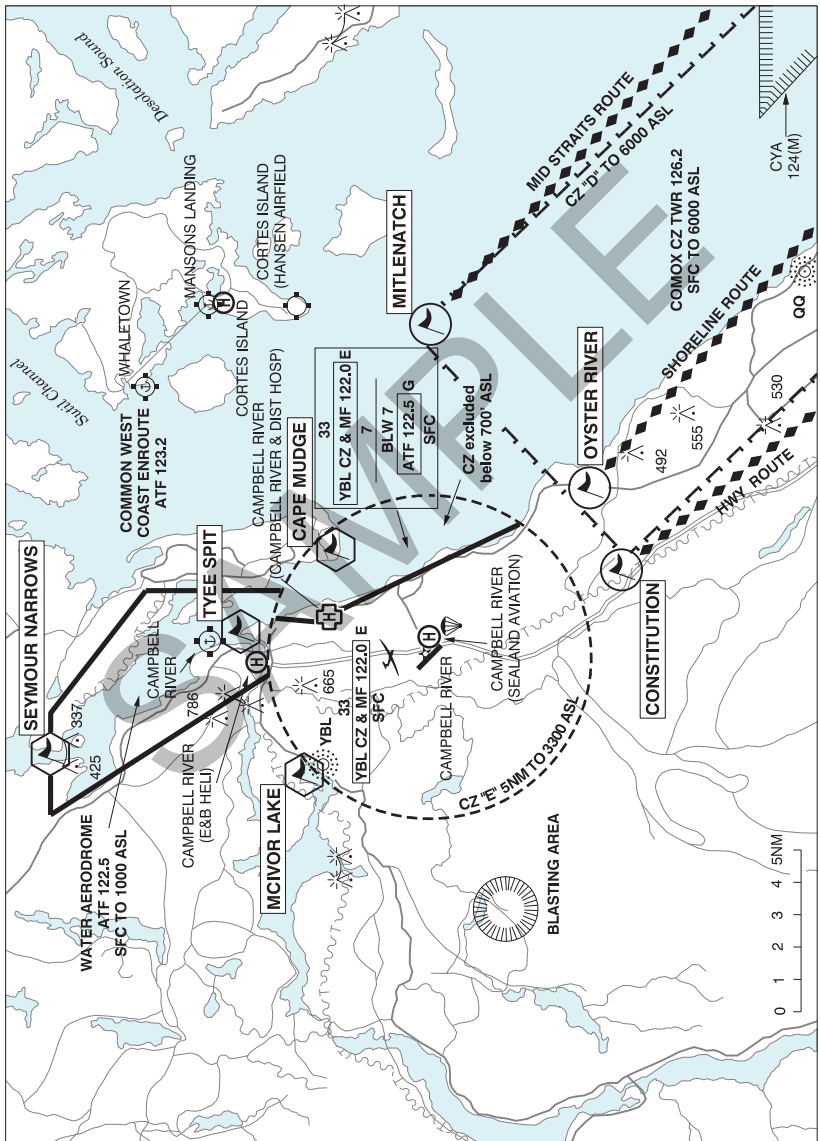 Desolation Sound
Sutil Channel
WHALETOWN
MANSONS LANDING
CORTES ISLAND
(HANSEN AIRFIELD)
CORTES ISLAND
COMMON WEST
COAST ENROUTE
ATF 123.2
CAMPBELL RIVER
(CAMPBELL RIVER & DIST HOSP)
SEYMOUR NARROWS
TYEE SPIT
CAPE MUDGE
MITLENATCH
MID STRAITS ROUTE
CZ "D" TO 6000 ASL
CYA
124(M)
COMOX CZ TWR 126.2
SFC TO 6000 ASL
33
YBL CZ & MF 122.0 E
7
BLW 7
ATF 122.5 G
SFC
CZ excluded
below 700' ASL
OYSTER RIVER
SHORELINE ROUTE
QQ
492
555
530
HWY ROUTE
CONSTITUTION
337
425
CAMPBELL
RIVER
786
665
YBL
33
YBL CZ & MF 122.0 E
SFC
CAMPBELL RIVER
CAMPBELL RIVER
(SEALAND AVIATION)
CZ "E" 5NM TO 3300 ASL
WATER AERODROME
ATF 122.5
SFC TO 1000 ASL
CAMPBELL RIVER
(E&B HELI)
MCIVOR LAKE
BLASTING AREA
H
H
H
H
0 1 2 3 4 5NM
SAMPLE